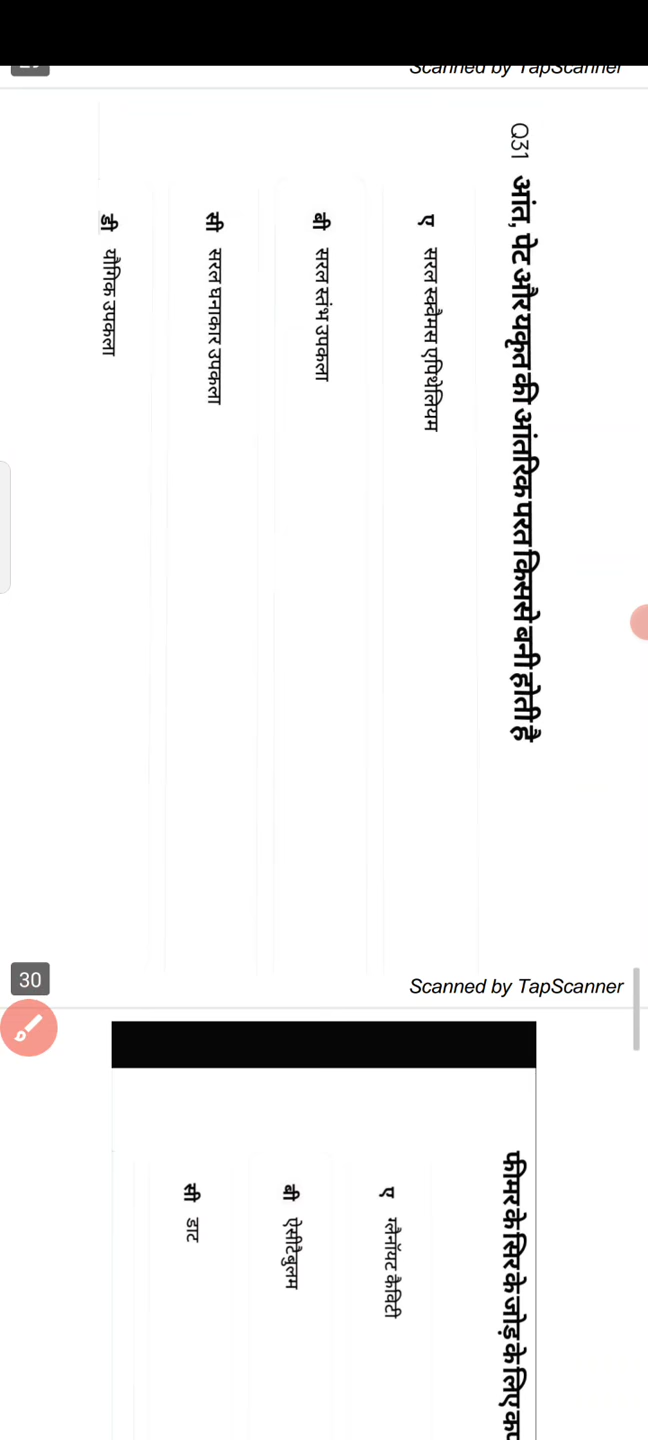 Scanned by TapScanner
Q31 आंत, पेट और यकृत की आंतरिक परत किससे बनी होती है
ए सरल स्क्वैमस एपिथेलियम
बी सरल स्तंभ उपकला
सी सरल घनाकार उपकला
डी यौगिक उपकला
30
Scanned by TapScanner
फीमर के सिर के जोड़ के लिए
ए ग्लैनॉपट कैविटी
बी ऐसीटैबुलम
सी डाट